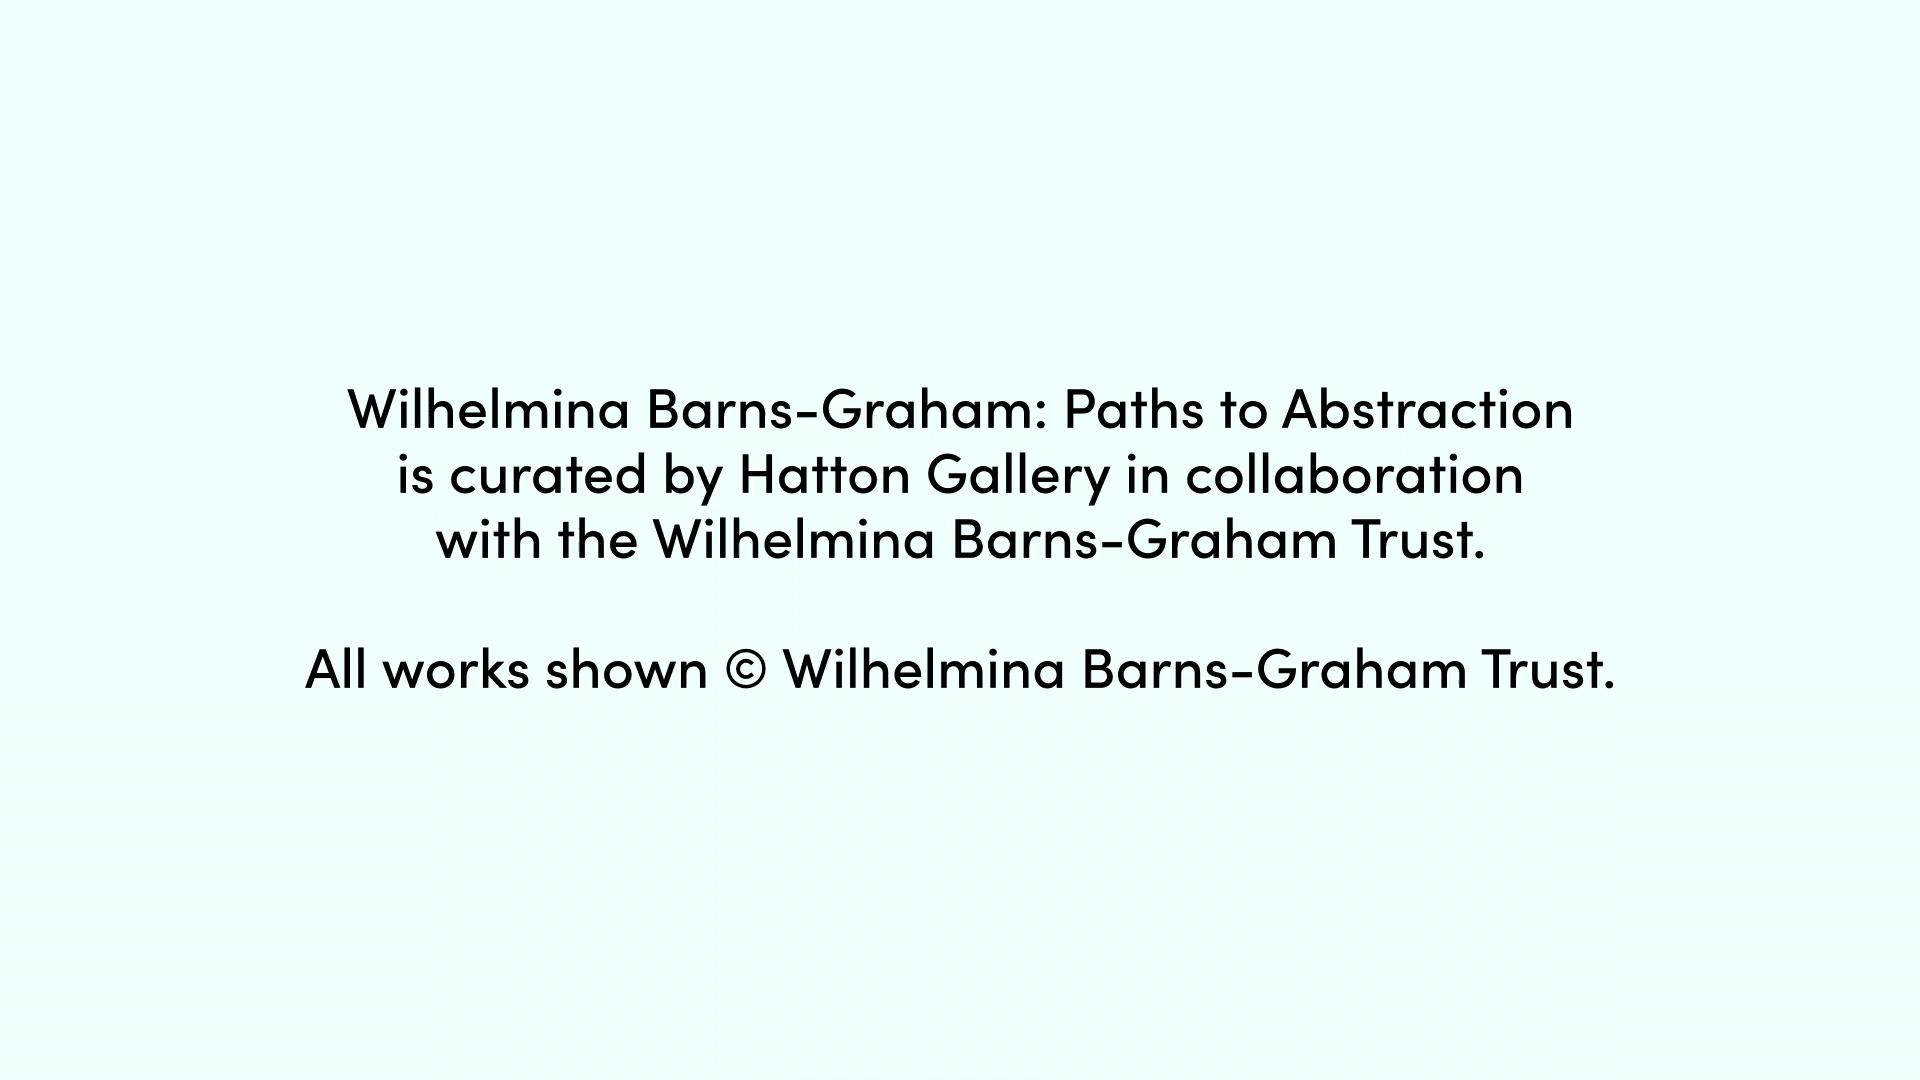 Wilhelmina Barns-Graham: Paths to Abstraction
is curated by Hatton Gallery in collaboration
with the Wilhelmina Barns-Graham Trust.
All works shown © Wilhelmina Barns-Graham Trust.